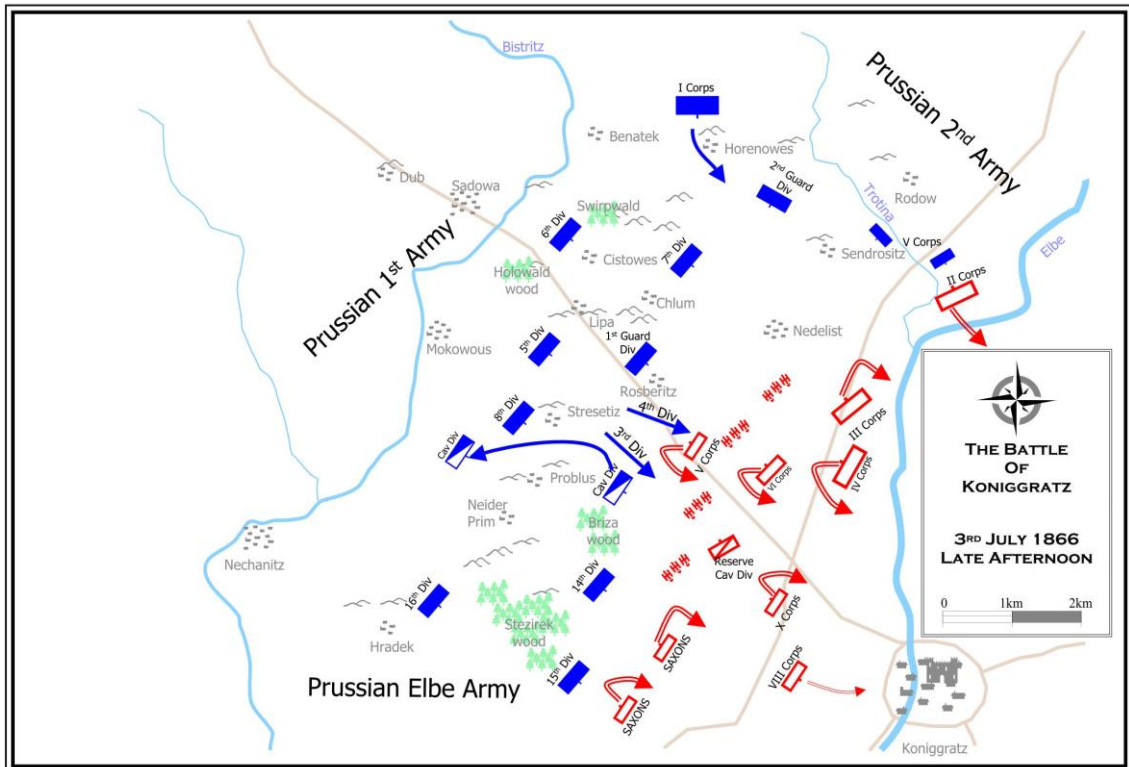 Bistritz
I Corps
Prussian 2nd Army
Benatek
Horenowes
2nd Guard
Div
Dub
Sadowa
Rodow
Swirpwald
Trotina
6th Div
7th Div
Cistowes
Sendrositz
V Corps
Elbe
Prussian 1st Army
Holowald
wood
II Corps
Chlum
Lipa
Mokowous
5th Div
1st Guard
Div
Nedelist
Rosberitz
8th Div
Stresetiz
4th Div
III Corps
Cav Div
3rd Div
V Corps
VI Corps
IV Corps
Problus
Cav Div
Neider
Prim
Briza
wood
Nechanitz
Reserve
Cav Div
16th Div
14th Div
X Corps
Hradek
Stezirek
wood
SAXONS
VIII Corps
15th Div
Prussian Elbe Army
SAXONS
Koniggratz
The Battle
Of
Koniggratz
3rd July 1866
Late Afternoon
0 1km 2km